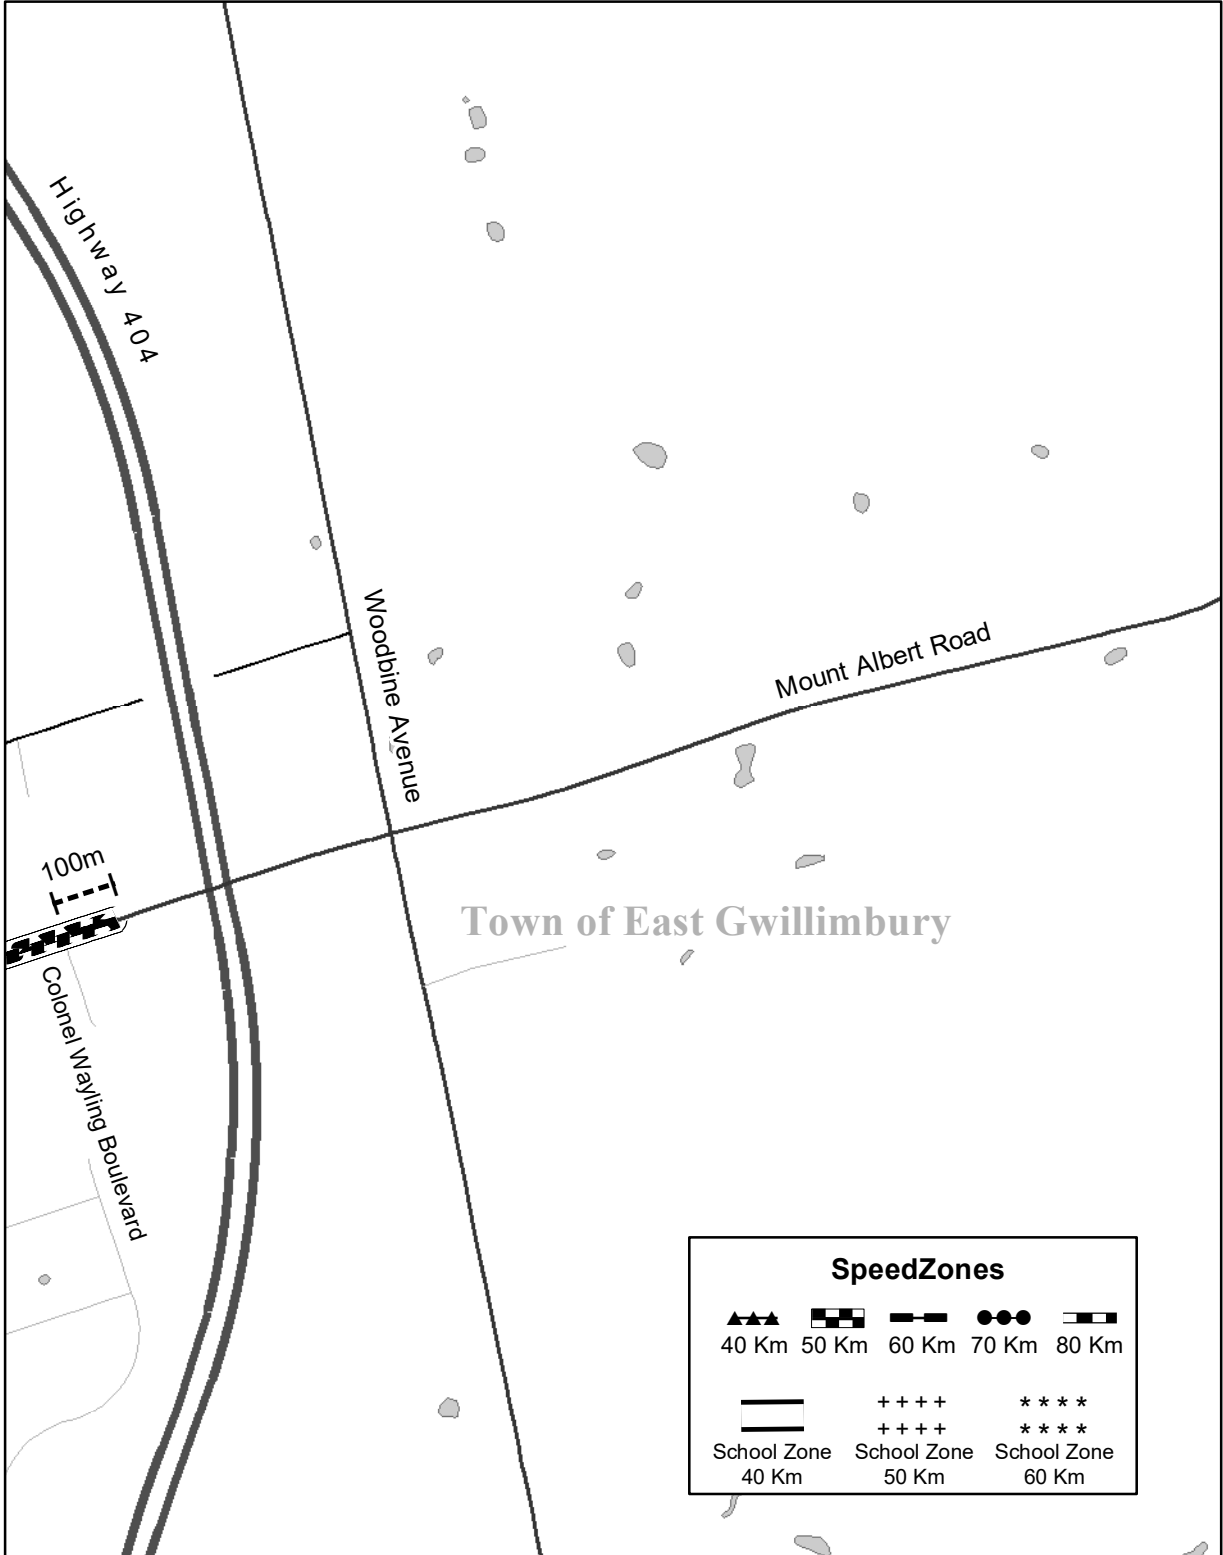 Highway 404
Woodbine Avenue
Mount Albert Road
100m
Town of East Gwillimbury
Colonel Wayling Boulevard
SpeedZones
40 Km 50 Km 60 Km 70 Km 80 Km
School Zone School Zone School Zone
40 Km 50 Km 60 Km